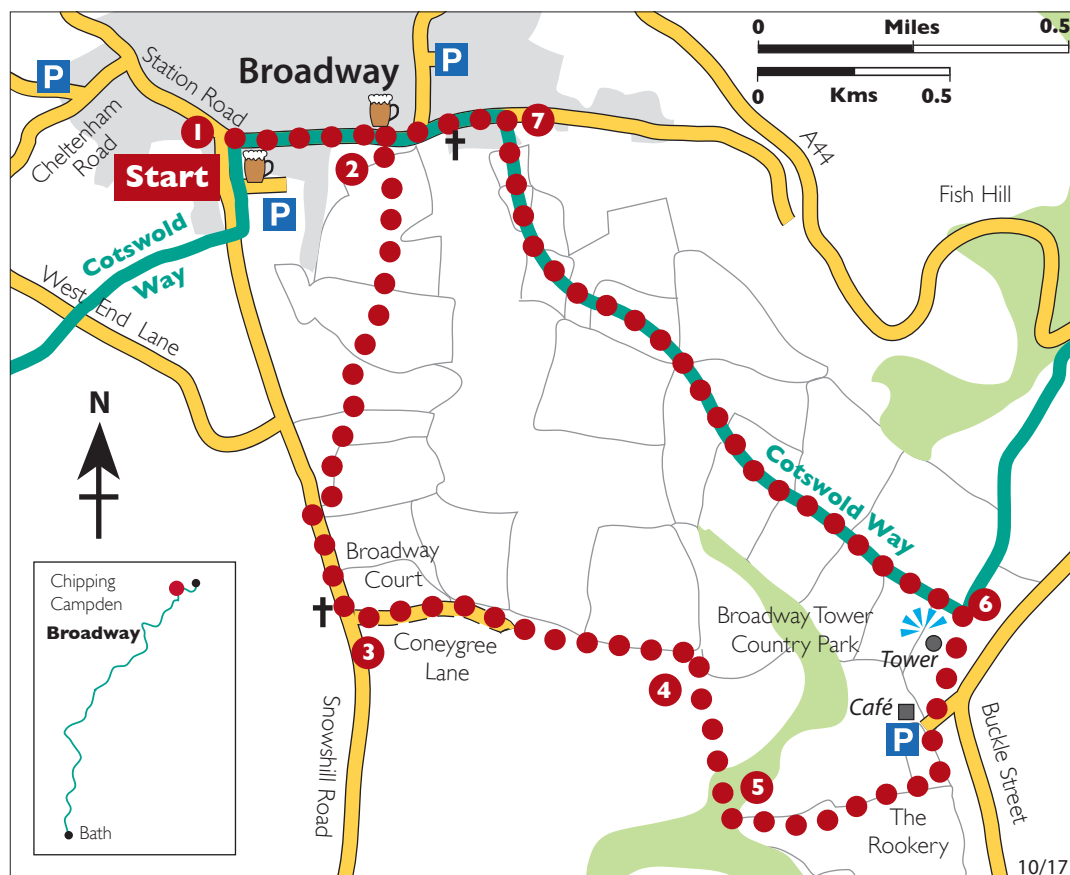 0 Miles 0.5
0 Kms 0.5
P
P
Broadway
Station Road
Cheltenham
Road
1
Start
2
7
A44
Fish Hill
P
Cotswold
Way
West End Lane
N
Cotswold Way
Broadway
Court
3
Coneygree
Lane
4
Broadway Tower
Country Park
6
Tower
Café
P
Buckle Street
Snowshill Road
5
The
Rookery
Chipping
Campden
Broadway
Bath
10/17